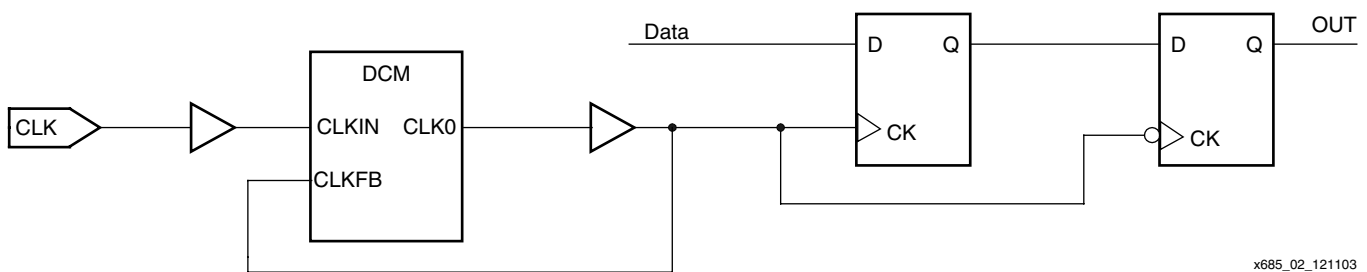 Data
OUT
D Q
D Q
DCM
CLK
CLKIN CLK0
CK
CK
CLKFB
x685_02_121103